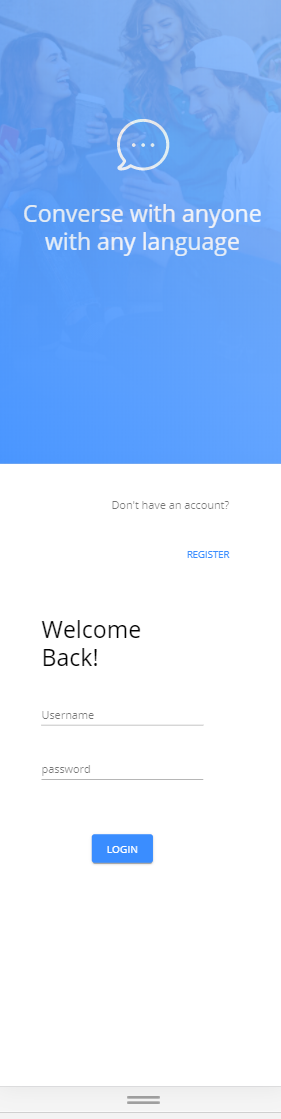 Converse with anyone
with any language
Don't have an account?
REGISTER
Welcome
Back!
Username
password
LOGIN